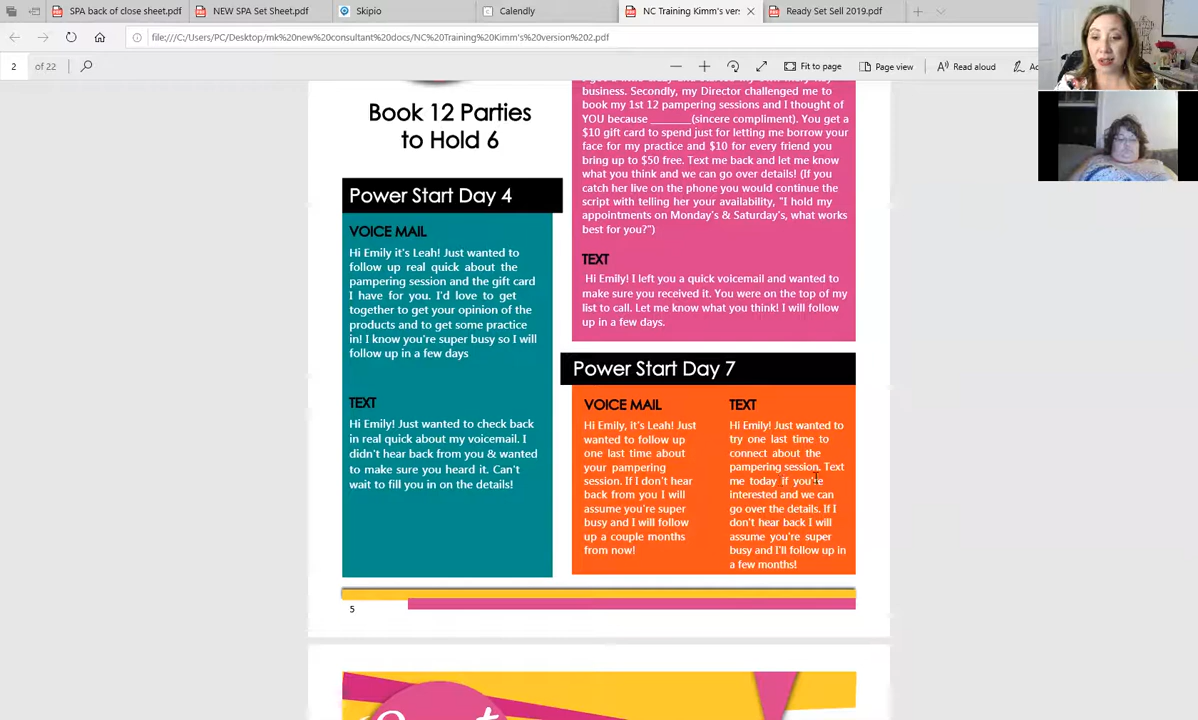 SPA back of close sheet.pdf
NEW SPA Set Sheet.pdf
Skipio
Calendly
NC Training Kimm's ver
Ready Set Sell 2019.pdf
file:///C:/Users/PC/Desktop/mk%20new%20consultant%20docs/NC%20Training%20Kimm's%20version%202.pdf
2 of 22
Fit to page
Page view
Read aloud
Book 12 Parties
to Hold 6
Power Start Day 4
VOICE MAIL
Hi Emily it's Leah! Just wanted to
follow up real quick about the
pampering session and the gift card
I have for you. I'd love to get
together to get your opinion of the
products and to get some practice
in! I know you're super busy so I will
follow up in a few days
TEXT
Hi Emily! Just wanted to check back
in real quick about my voicemail. I
didn't hear back from you & wanted
to make sure you heard it. Can't
wait to fill you in on the details!
business. Secondly, my Director challenged me to
book my 1st 12 pampering sessions and I thought of
YOU because _______(sincere compliment). You get a
$10 gift card to spend just for letting me borrow your
face for my practice and $10 for every friend you
bring up to $50 free. Text me back and let me know
what you think and we can go over details! (If you
catch her live on the phone you would continue the
script with telling her your availability, "I hold my
appointments on Monday's & Saturday's, what works
best for you?")
TEXT
Hi Emily! I left you a quick voicemail and wanted to
make sure you received it. You were on the top of my
list to call. Let me know what you think! I will follow
up in a few days.
Power Start Day 7
VOICE MAIL
Hi Emily, it's Leah! Just
wanted to follow up
one last time about
your pampering
session. If I don't hear
back from you I will
assume you're super
busy and I will follow
up a couple months
from now!
TEXT
Hi Emily! Just wanted to
try one last time to
connect about the
pampering session. Text
me today if you're
interested and we can
go over the details. If I
don't hear back I will
assume you're super
busy and I'll follow up in
a few months!
5